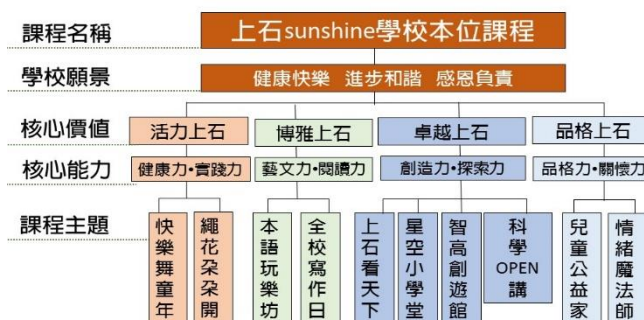 課程名稱
上石sunshine學校本位課程
學校願景
健康快樂 進步和諧 感恩負責
核心價值
活力上石
博雅上石
卓越上石
品格上石
核心能力
健康力•實踐力
藝文力•閱讀力
創造力•探索力
品格力•關懷力
課程主題
快樂舞童年
繩花朵朵開
本語玩樂坊
全校寫作日
上石看天下
星空小學堂
智高創遊館
科學OPEN講
兒童公益家
情緒魔法師